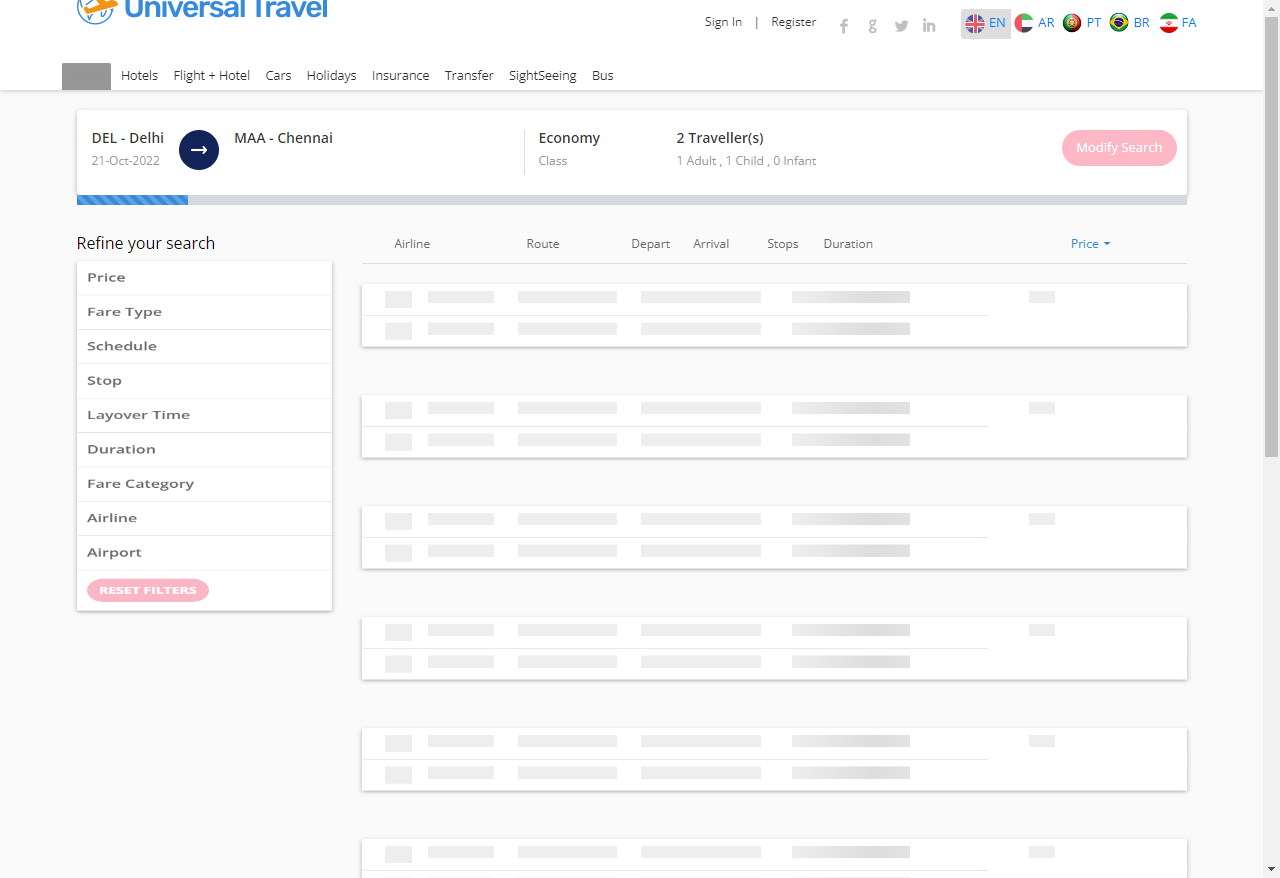 Universal Travel
Sign In | Register
EN AR PT BR FA
Hotels Flight + Hotel Cars Holidays Insurance Transfer SightSeeing Bus
DEL - Delhi → MAA - Chennai
21-Oct-2022
Economy
Class
2 Traveller(s)
1 Adult , 1 Child , 0 Infant
Modify Search
Refine your search
Airline Route Depart Arrival Stops Duration Price
Price
Fare Type
Schedule
Stop
Layover Time
Duration
Fare Category
Airline
Airport
RESET FILTERS